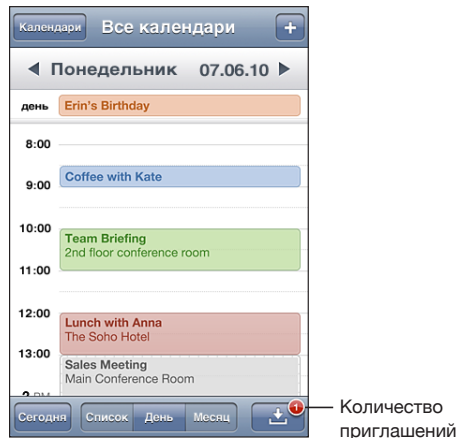 Календари
Все календари
+
Понедельник 07.06.10
день Erin's Birthday
8:00
Coffee with Kate
9:00
10:00
Team Briefing
2nd floor conference room
11:00
12:00
Lunch with Anna
The Soho Hotel
13:00
Sales Meeting
Main Conference Room
2 PM
Сегодня Список День Месяц 1
Количество
приглашений